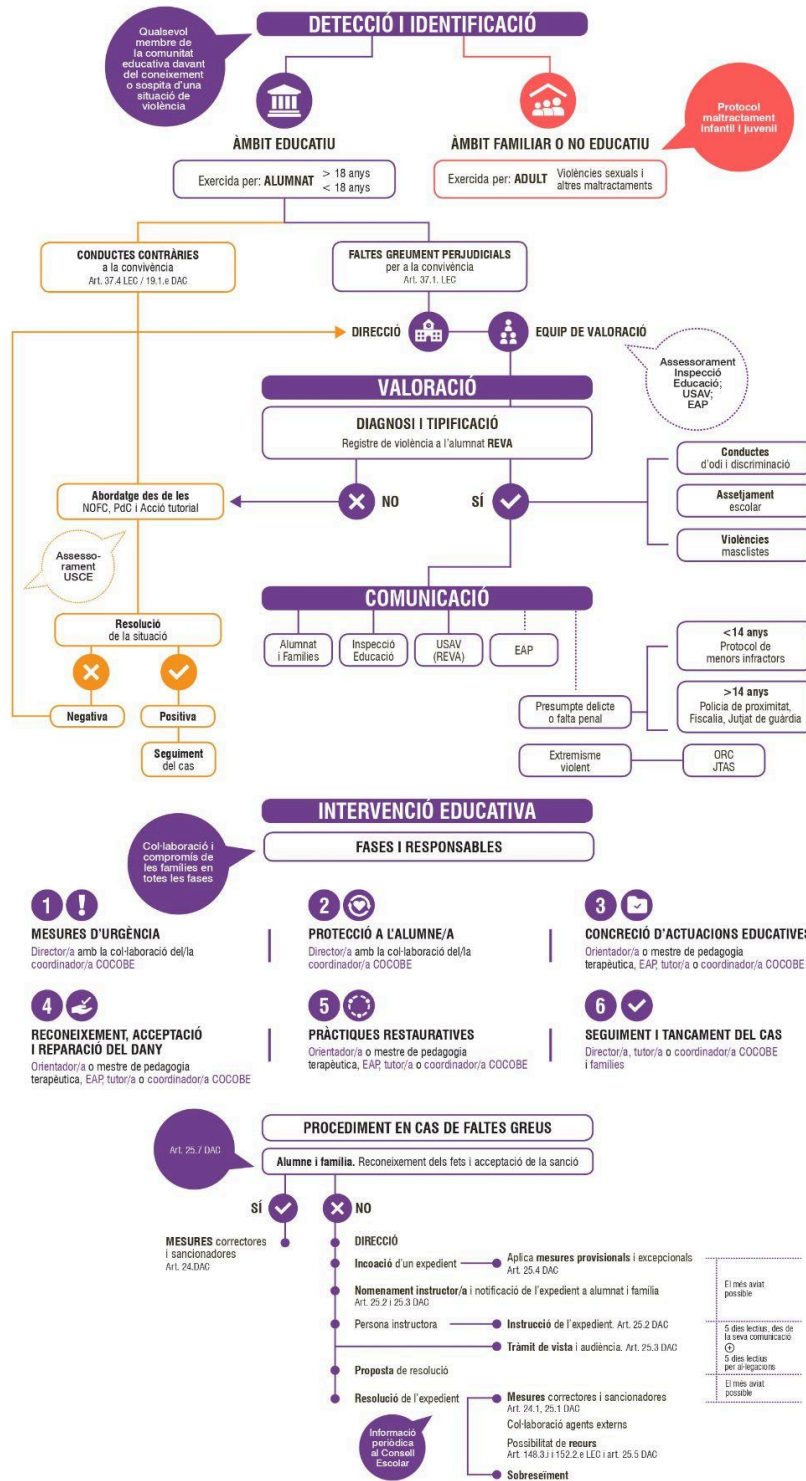 DETECCIÓ I IDENTIFICACIÓ
Qualsevol
membre de
la comunitat
educativa davant
del coneixement
o sospita d'una
situació de
violència
Protocol
maltractament
infantil i juvenil
ÀMBIT EDUCATIU
Exercida per: ALUMNAT
> 18 anys
< 18 anys
ÀMBIT FAMILIAR O NO EDUCATIU
Exercida per: ADULT
Violències sexuals i
altres maltractaments
CONDUCTES CONTRÀRIES
a la convivència
Art. 37.4 LEC / 19.1.e DAC
FALTES GREUMENT PERJUDICIALS
per a la convivència
Art. 37.1. LEC
DIRECCIÓ
EQUIP DE VALORACIÓ
Assessorament
Inspecció
Educació;
USAV;
EAP
VALORACIÓ
DIAGNOSI I TIPIFICACIÓ
Registre de violència a l'alumnat REVA
NO
SÍ
Conductes
d'odi i discriminació
Assetjament
escolar
Violències
masclistes
Abordatge des de les
NOFC, PdC i Acció tutorial
Assesso-
rament
USCE
Resolució
de la situació
Negativa
Positiva
Seguiment
del cas
COMUNICACIÓ
Alumnat
i Famílies
Inspecció
Educació
USAV
(REVA)
EAP
Presumpte delicte
o falta penal
<14 anys
Protocol de
menors infractors
>14 anys
Policia de proximitat,
Fiscalia, Jutjat de guàrdia
Extremisme
violent
ORC
JTAS
INTERVENCIÓ EDUCATIVA
FASES I RESPONSABLES
Col·laboració i
compromís de
les famílies en
totes les fases
1
MESURES D'URGÈNCIA
Director/a amb la col·laboració del/la
coordinador/a COCOBE
2
PROTECCIÓ A L'ALUMNE/A
Director/a amb la col·laboració del/la
coordinador/a COCOBE
3
CONCRECIÓ D'ACTUACIONS EDUCATIVES
Orientador/a o mestre de pedagogia
terapèutica, EAP, tutor/a o coordinador/a COCOBE
4
RECONEIXEMENT, ACCEPTACIÓ
I REPARACIÓ DEL DANY
Orientador/a o mestre de pedagogia
terapèutica, EAP, tutor/a o coordinador/a COCOBE
5
PRÀCTIQUES RESTAURATIVES
Orientador/a o mestre de pedagogia
terapèutica, EAP, tutor/a o coordinador/a COCOBE
6
SEGUIMENT I TANCAMENT DEL CAS
Director/a, tutor/a o coordinador/a COCOBE
i famílies
PROCEDIMENT EN CAS DE FALTES GREUS
Art. 25.7 DAC
Alumne i família. Reconeixement dels fets i acceptació de la sanció
SÍ
NO
MESURES correctores
i sancionadores
Art. 24.DAC
DIRECCIÓ
Incoació d'un expedient
Aplica mesures provisionals i excepcionals
Art. 25.4 DAC
Nomenament instructor/a i notificació de l'expedient a alumnat i família
Art. 25.2 i 25.3 DAC
El més aviat
possible
Persona instructora
Instrucció de l'expedient. Art. 25.2 DAC
Tràmit de vista i audiència. Art. 25.3 DAC
5 dies lectius, des de
la seva comunicació
+
5 dies lectius
per al·legacions
Proposta de resolució
El més aviat
possible
Resolució de l'expedient
Mesures correctores i sancionadores
Art. 24.1, 25.1 DAC
Col·laboració agents externs
Possibilitat de recurs
Art. 148.3.i i 152.2.e LEC i art. 25.5 DAC
Sobreseïment
Informació
periòdica
al Consell
Escolar